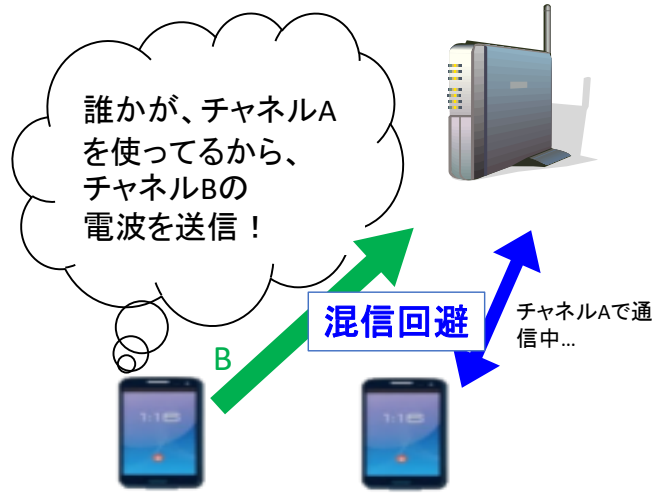 誰かが、チャネルA
を使ってるから、
チャネルBの
電波を送信！
混信回避
チャネルAで通
信中...
B